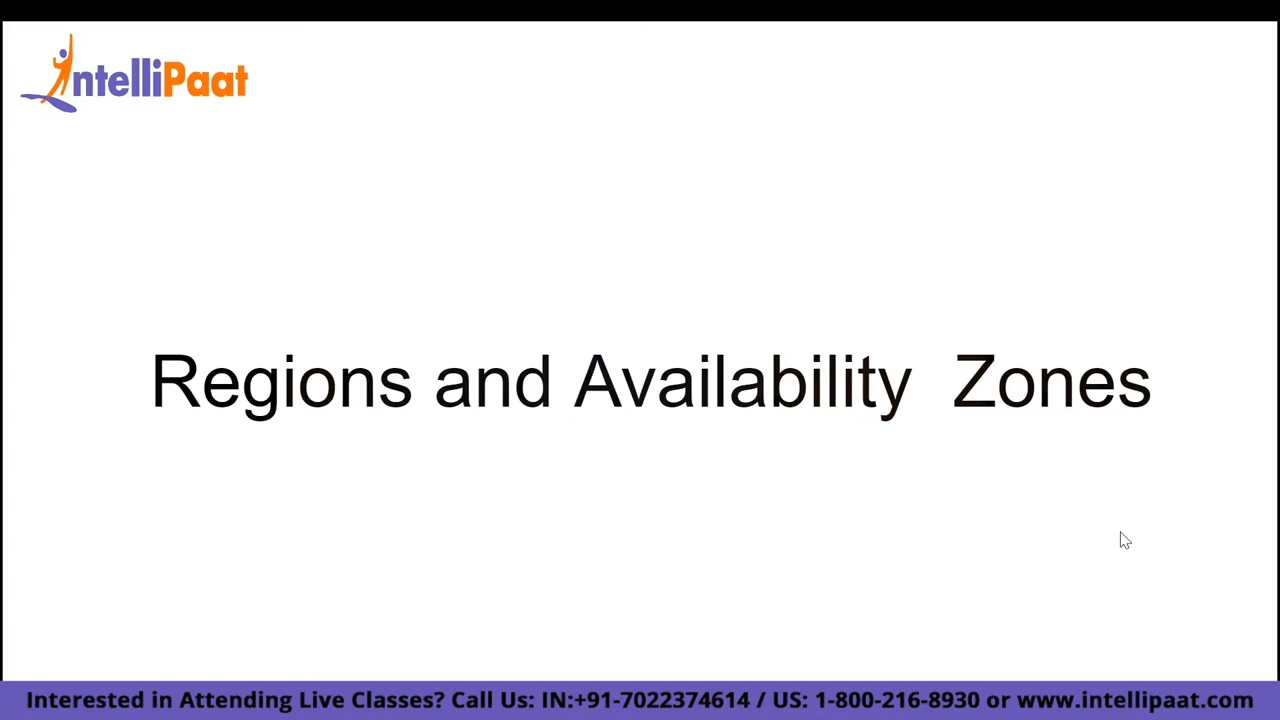 IntelliPaat
Regions and Availability  Zones
Interested in Attending Live Classes? Call Us: IN:+91-7022374614 / US: 1-800-216-8930 or www.intellipaat.com